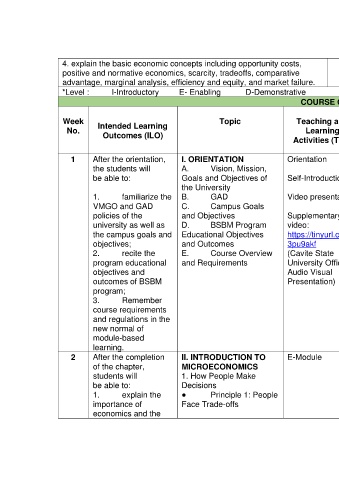 4. explain the basic economic concepts including opportunity costs,
positive and normative economics, scarcity, tradeoffs, comparative
advantage, marginal analysis, efficiency and equity, and market failure.
*Level : I-Introductory E- Enabling D-Demonstrative
COURSE
Week
No.
Intended Learning
Outcomes (ILO)
Topic
Teaching a
Learning
Activities (T
1
After the orientation,
the students will
be able to:
1. familiarize the
VMGO and GAD
policies of the
university as well as
the campus goals and
objectives;
2. recite the
program educational
objectives and
outcomes of BSBM
program;
3. Remember
course requirements
and regulations in the
new normal of
module-based
learning.
I. ORIENTATION
A. Vision, Mission,
Goals and Objectives of
the University
B. GAD
C. Campus Goals
and Objectives
D. BSBM Program
Educational Objectives
and Outcomes
E. Course Overview
and Requirements
Orientation
Self-Introducti
Video presenta
Supplementary
video:
https://tinyurl.c
3pu9akf
(Cavite State
University Offi
Audio Visual
Presentation)
2
After the completion
of the chapter,
students will
be able to:
1. explain the
importance of
economics and the
II. INTRODUCTION TO
MICROECONOMICS
1. How People Make
Decisions
● Principle 1: People
Face Trade-offs
E-Module